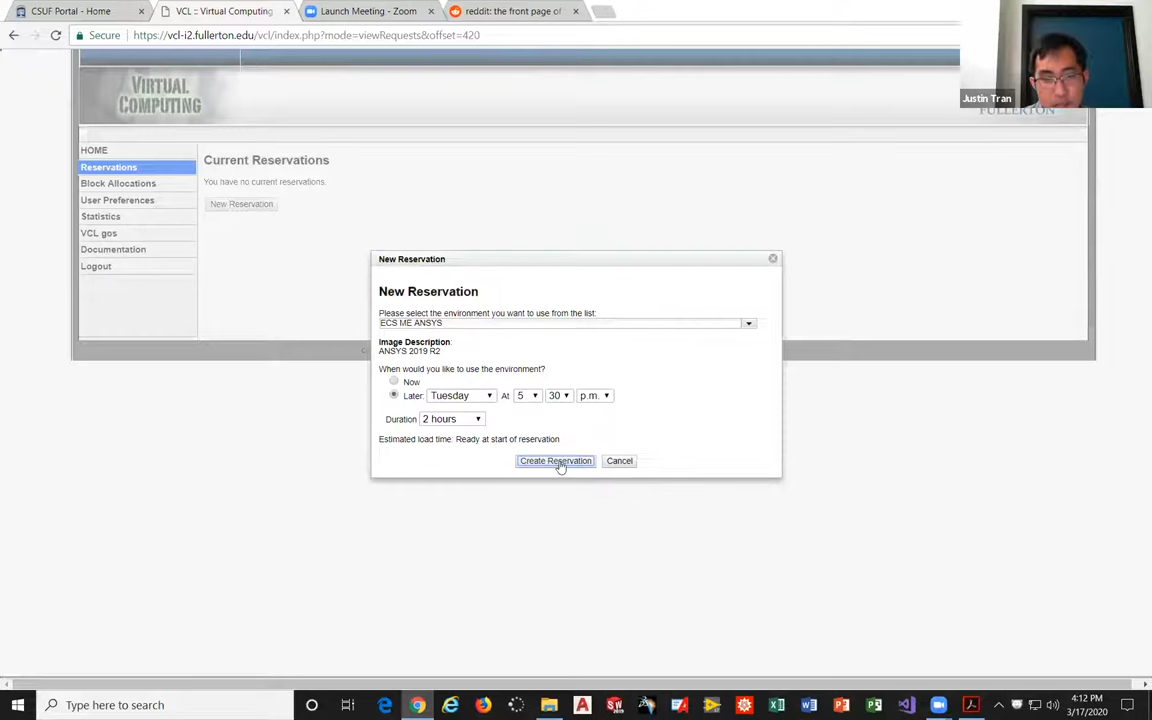 CSUF Portal - Home
VCL :: Virtual Computing
Launch Meeting - Zoom
reddit: the front page of
Secure
https://vcl-i2.fullerton.edu/vcl/index.php?mode=viewRequests&offset=420
VIRTUAL
COMPUTING
Justin Tran
FULLERTON
HOME
Reservations
Block Allocations
User Preferences
Statistics
VCL gos
Documentation
Logout
Current Reservations
You have no current reservations.
New Reservation
New Reservation
New Reservation
Please select the environment you want to use from the list:
ECS ME ANSYS
Image Description:
ANSYS 2019 R2
When would you like to use the environment?
Now
Later: Tuesday At 5 30 p.m.
Duration 2 hours
Estimated load time: Ready at start of reservation
Create Reservation Cancel
Type here to search
4:12 PM
3/17/2020